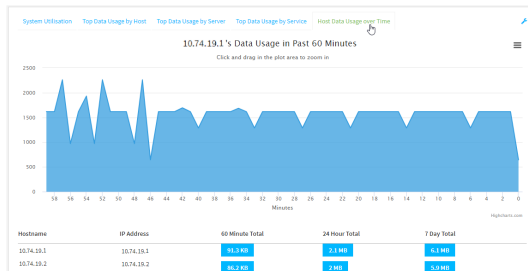 System Utilisation Top Data Usage by Host Top Data Usage by Server Top Data Usage by Service Host Data Usage over Time
10.74.19.1's Data Usage in Past 60 Minutes
Click and drag in the plot area to zoom in
2500
2000
1500
1000
500
0
58 56 54 52 50 48 46 44 42 40 38 36 34 32 30 28 26 24 22 20 18 16 14 12 10 8 6 4 2 0
Minutes
Highcharts.com
Hostname IP Address 60 Minute Total 24 Hour Total 7 Day Total
10.74.19.1 10.74.19.1 91.3 KB 2.1 MB 6.1 MB
10.74.19.2 10.74.19.2 86.2 KB 2 MB 5.9 MB